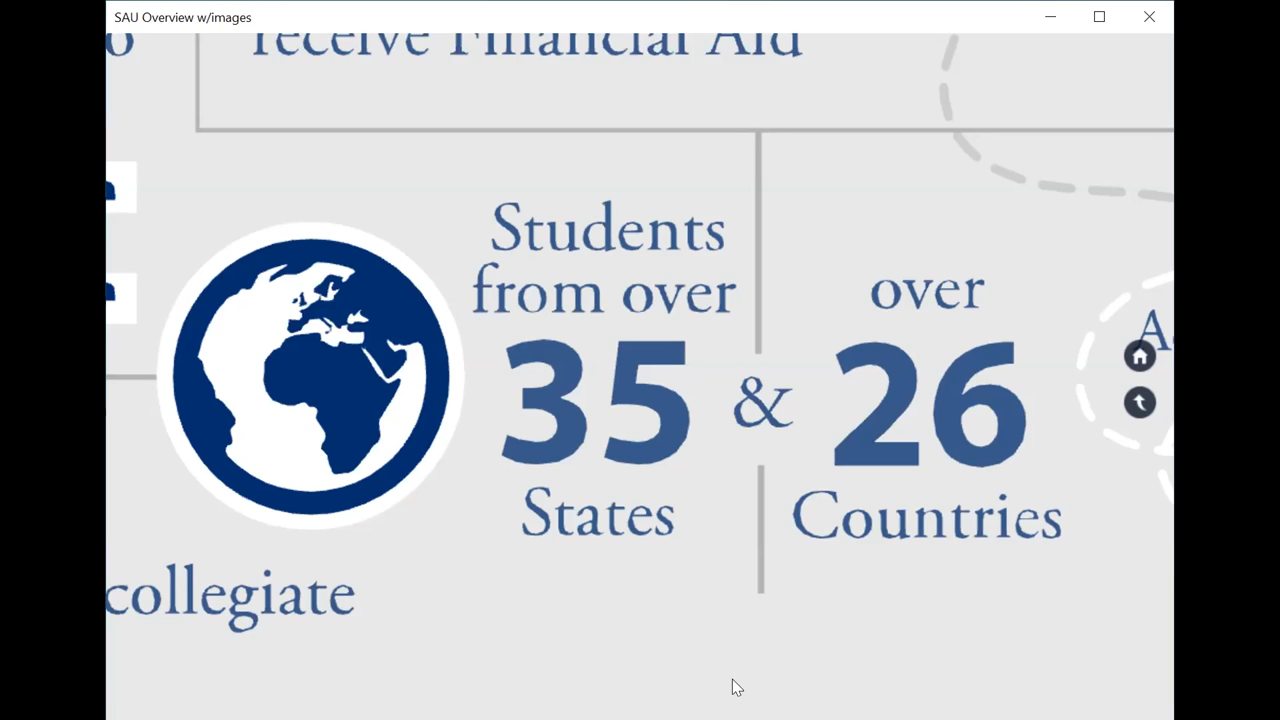 SAU Overview w/images
receive Financial Aid
Students
from over
35
States
&
over
26
Countries
collegiate